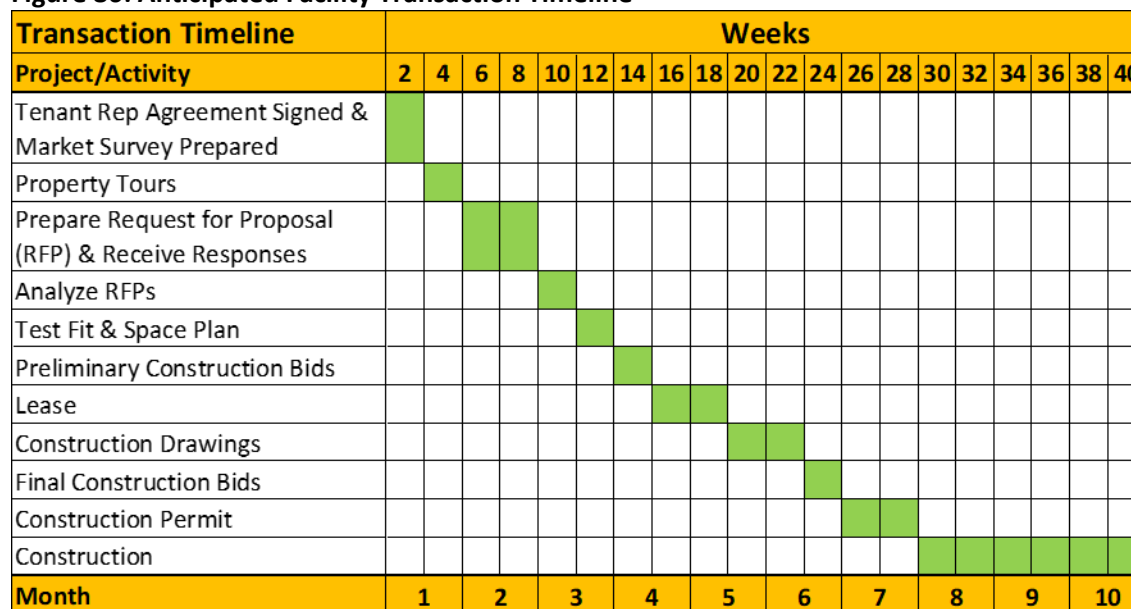 Transaction Timeline Weeks
Project/Activity 2 4 6 8 10 12 14 16 18 20 22 24 26 28 30 32 34 36 38
Tenant Rep Agreement Signed &
Market Survey Prepared
Property Tours
Prepare Request for Proposal
(RFP) & Receive Responses
Analyze RFPs
Test Fit & Space Plan
Preliminary Construction Bids
Lease
Construction Drawings
Final Construction Bids
Construction Permit
Construction
Month 1 2 3 4 5 6 7 8 9 10